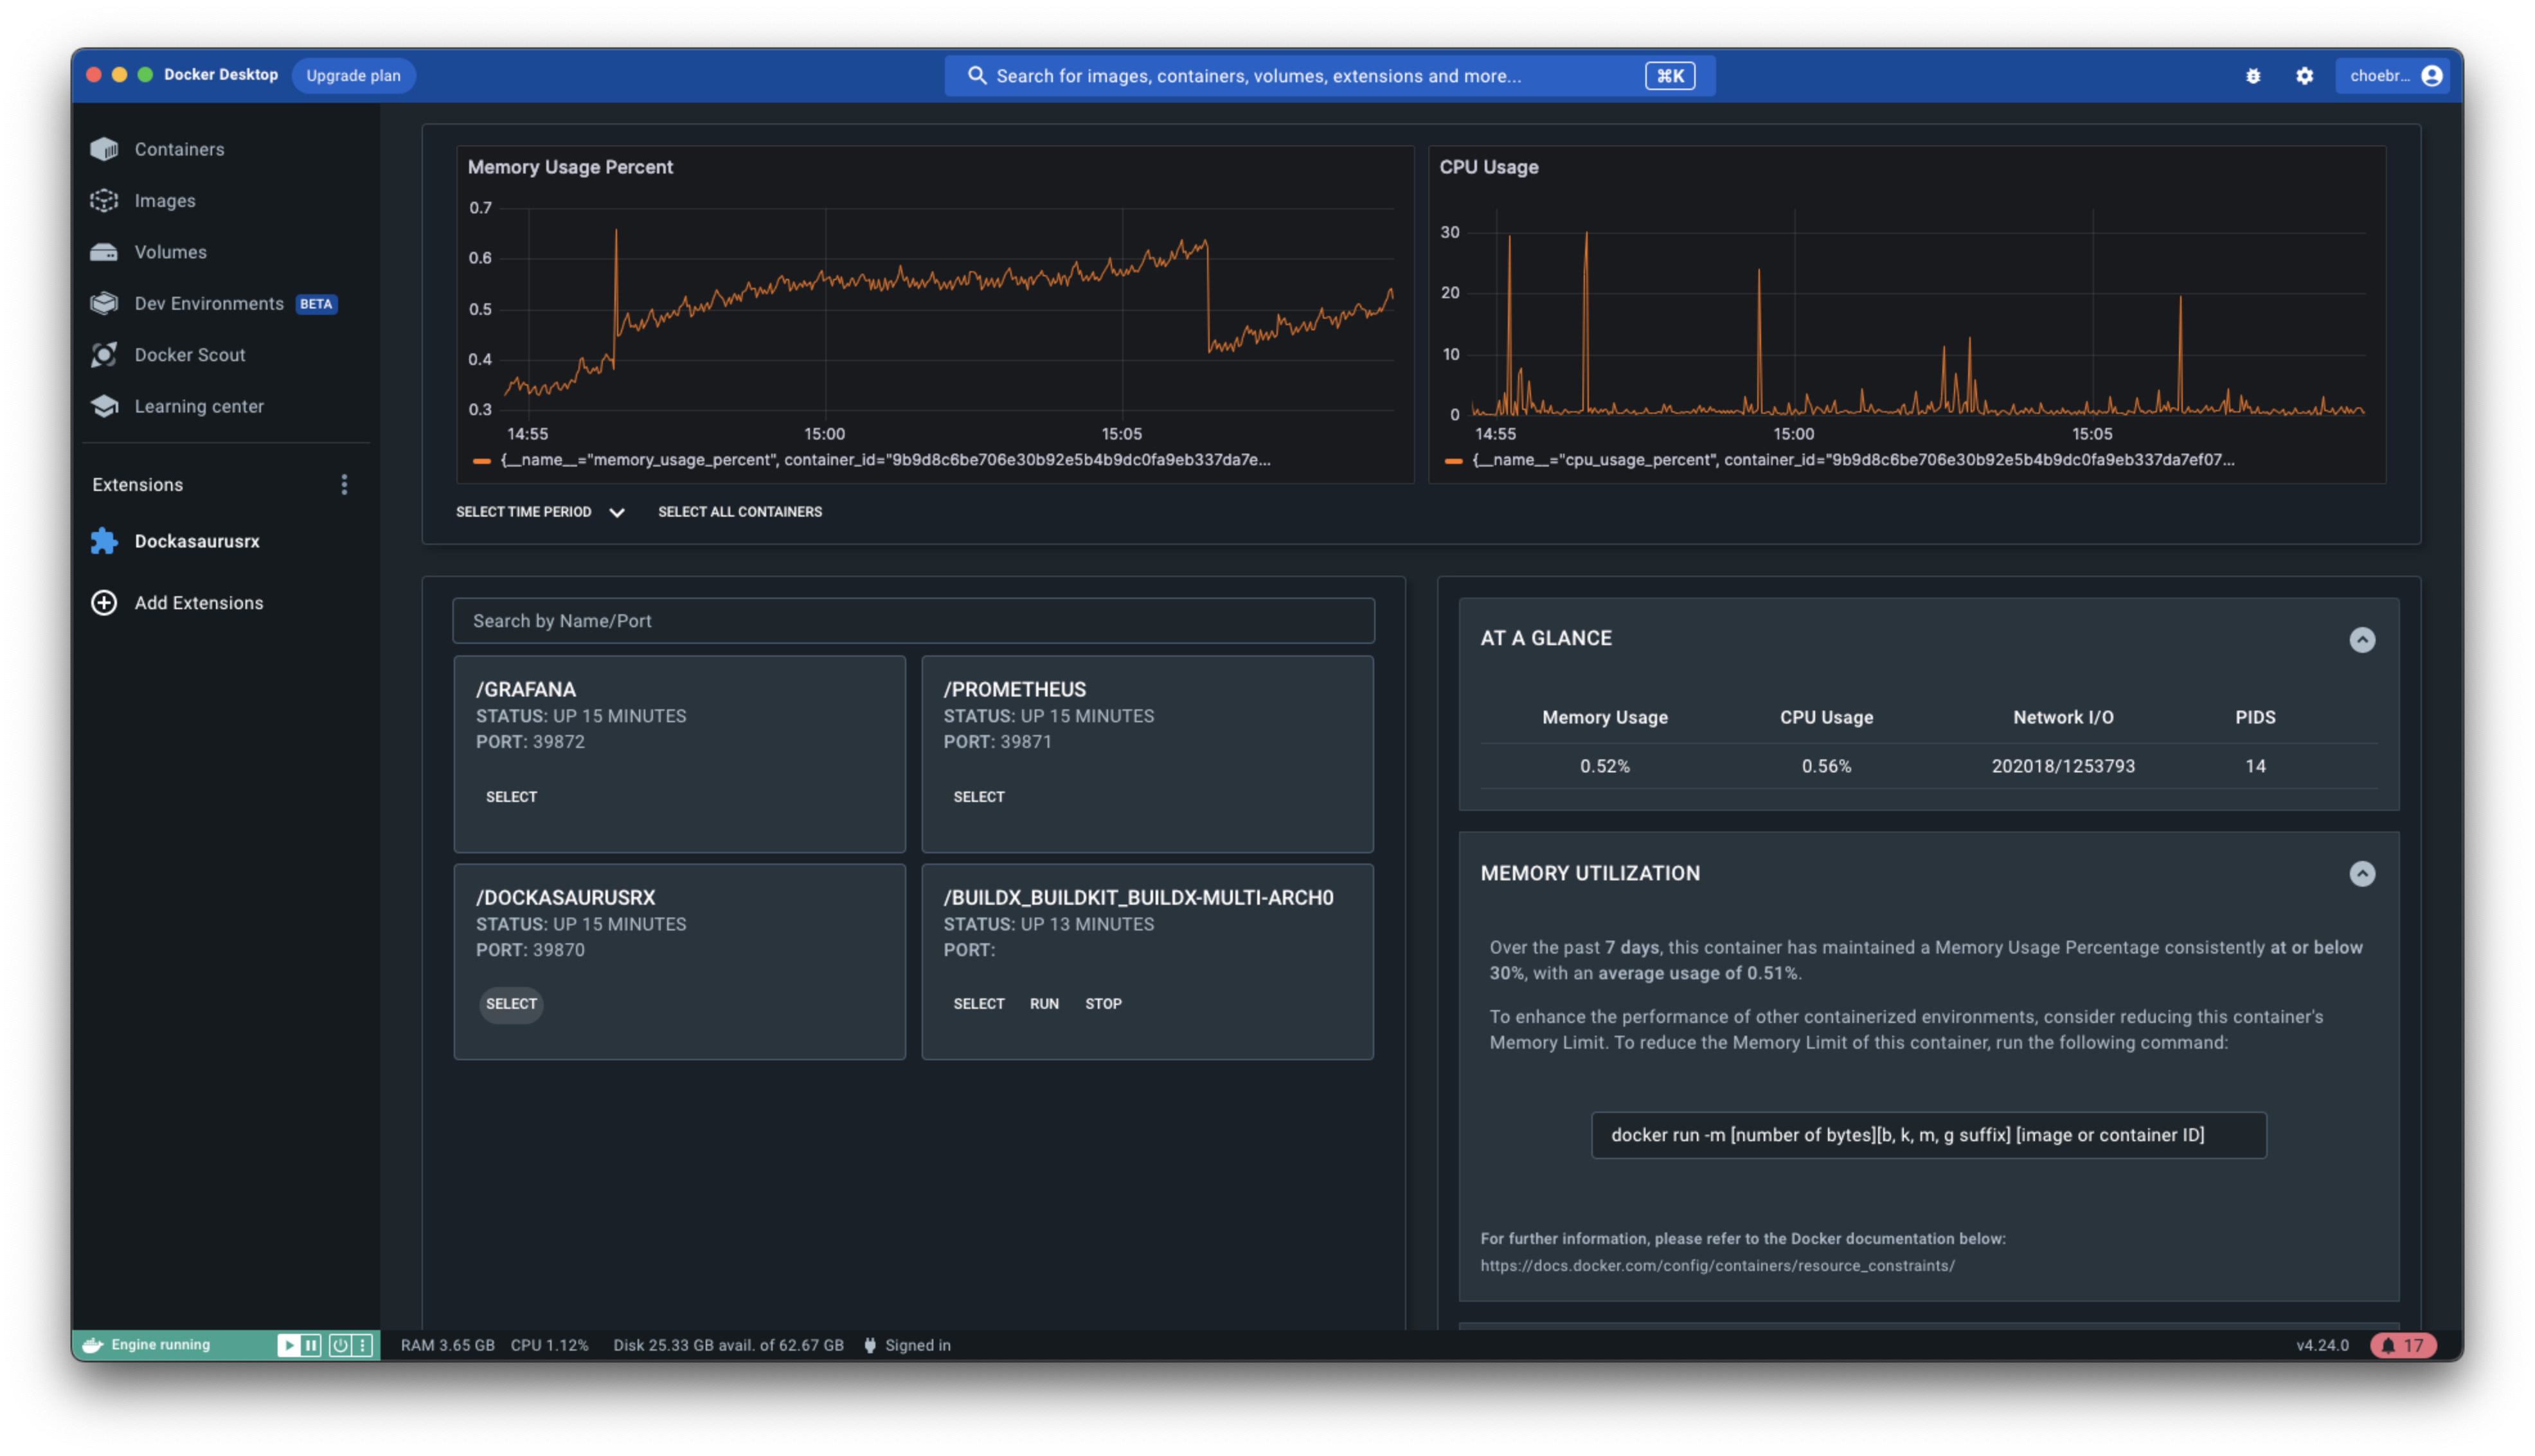 Docker Desktop
Upgrade plan
Search for images, containers, volumes, extensions and more...
⌘K
choebr...
Containers
Images
Volumes
Dev Environments BETA
Docker Scout
Learning center
Extensions
Dockasaurusrx
Add Extensions
Memory Usage Percent
0.7
0.6
0.5
0.4
0.3
14:55 15:00 15:05
{__name__="memory_usage_percent", container_id="9b9d8c6be706e30b92e5b4b9dc0fa9eb337da7e...
CPU Usage
30
20
10
0
14:55 15:00 15:05
{__name__="cpu_usage_percent", container_id="9b9d8c6be706e30b92e5b4b9dc0fa9eb337da7ef07...
SELECT TIME PERIOD
SELECT ALL CONTAINERS
Search by Name/Port
/GRAFANA
STATUS: UP 15 MINUTES
PORT: 39872
SELECT
/PROMETHEUS
STATUS: UP 15 MINUTES
PORT: 39871
SELECT
/DOCKASAURUSRX
STATUS: UP 15 MINUTES
PORT: 39870
SELECT
/BUILDX_BUILDKIT_BUILDX-MULTI-ARCH0
STATUS: UP 13 MINUTES
PORT:
SELECT RUN STOP
AT A GLANCE
Memory Usage CPU Usage Network I/O PIDS
0.52% 0.56% 202018/1253793 14
MEMORY UTILIZATION
Over the past 7 days, this container has maintained a Memory Usage Percentage consistently at or below
30%, with an average usage of 0.51%.
To enhance the performance of other containerized environments, consider reducing this container's
Memory Limit. To reduce the Memory Limit of this container, run the following command:
docker run -m [number of bytes][b, k, m, g suffix] [image or container ID]
For further information, please refer to the Docker documentation below:
https://docs.docker.com/config/containers/resource_constraints/
Engine running
RAM 3.65 GB CPU 1.12% Disk 25.33 GB avail. of 62.67 GB Signed in
v4.24.0
17